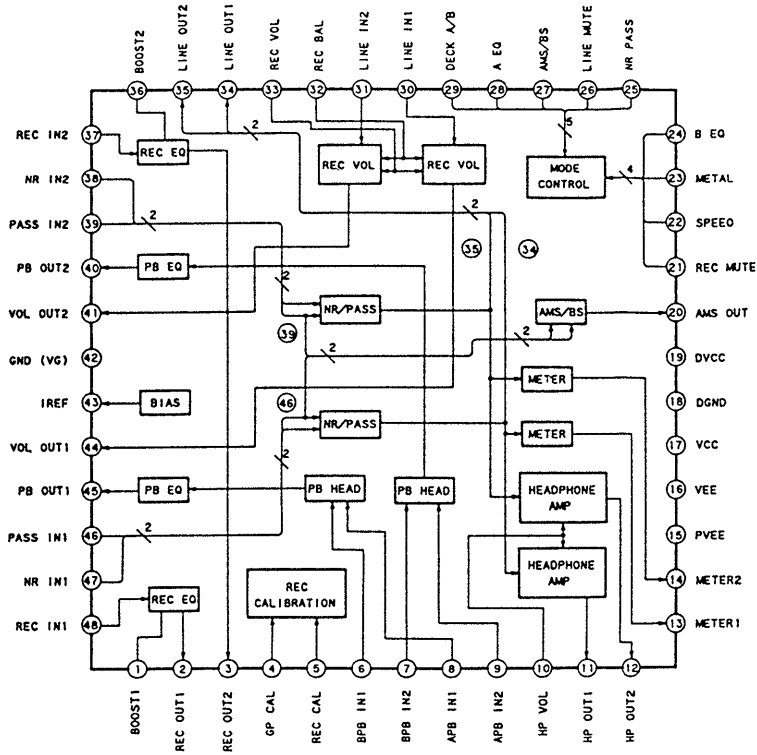 BOOST2
LINE OUT2
LINE OUT1
REC VOL
REC BAL
LINE IN2
LINE IN1
DECK A/B
A EQ
AMS/BS
LINE MUTE
NR PASS
36
35
34
33
32
31
30
29
28
27
26
25
REC IN2
37
REC EQ
2
REC VOL
REC VOL
5
MODE
CONTROL
4
24
B EQ
NR IN2
38
23
METAL
PASS IN2
39
2
2
35
34
22
SPEEO
PB OUT2
40
PB EQ
2
21
REC MUTE
VOL OUT2
41
NR/PASS
39
AMS/BS
20
AMS OUT
GND (VG)
42
2
2
19
DVCC
IREF
43
BIAS
46
METER
18
DGND
VOL OUT1
44
NR/PASS
METER
17
VCC
2
PB OUT1
45
PB EQ
PB HEAD
PB HEAD
HEADPHONE
AMP
16
VEE
PASS IN1
46
2
15
PVEE
NR IN1
47
HEADPHONE
AMP
14
METER2
REC IN1
48
REC EQ
REC
CALIBRATION
13
METER1
1
2
3
4
5
6
7
8
9
10
11
12
BOOST1
REC OUT1
REC OUT2
GP CAL
REC CAL
BPB IN1
BPB IN2
APB IN1
APB IN2
HP VOL
HP OUT1
HP OUT2